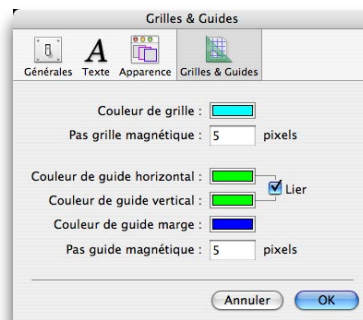 Grilles & Guides
Générales Texte Apparence Grilles & Guides
Couleur de grille :
Pas grille magnétique : 5 pixels
Couleur de guide horizontal :
Lier
Couleur de guide vertical :
Couleur de guide marge :
Pas guide magnétique : 5 pixels
Annuler OK